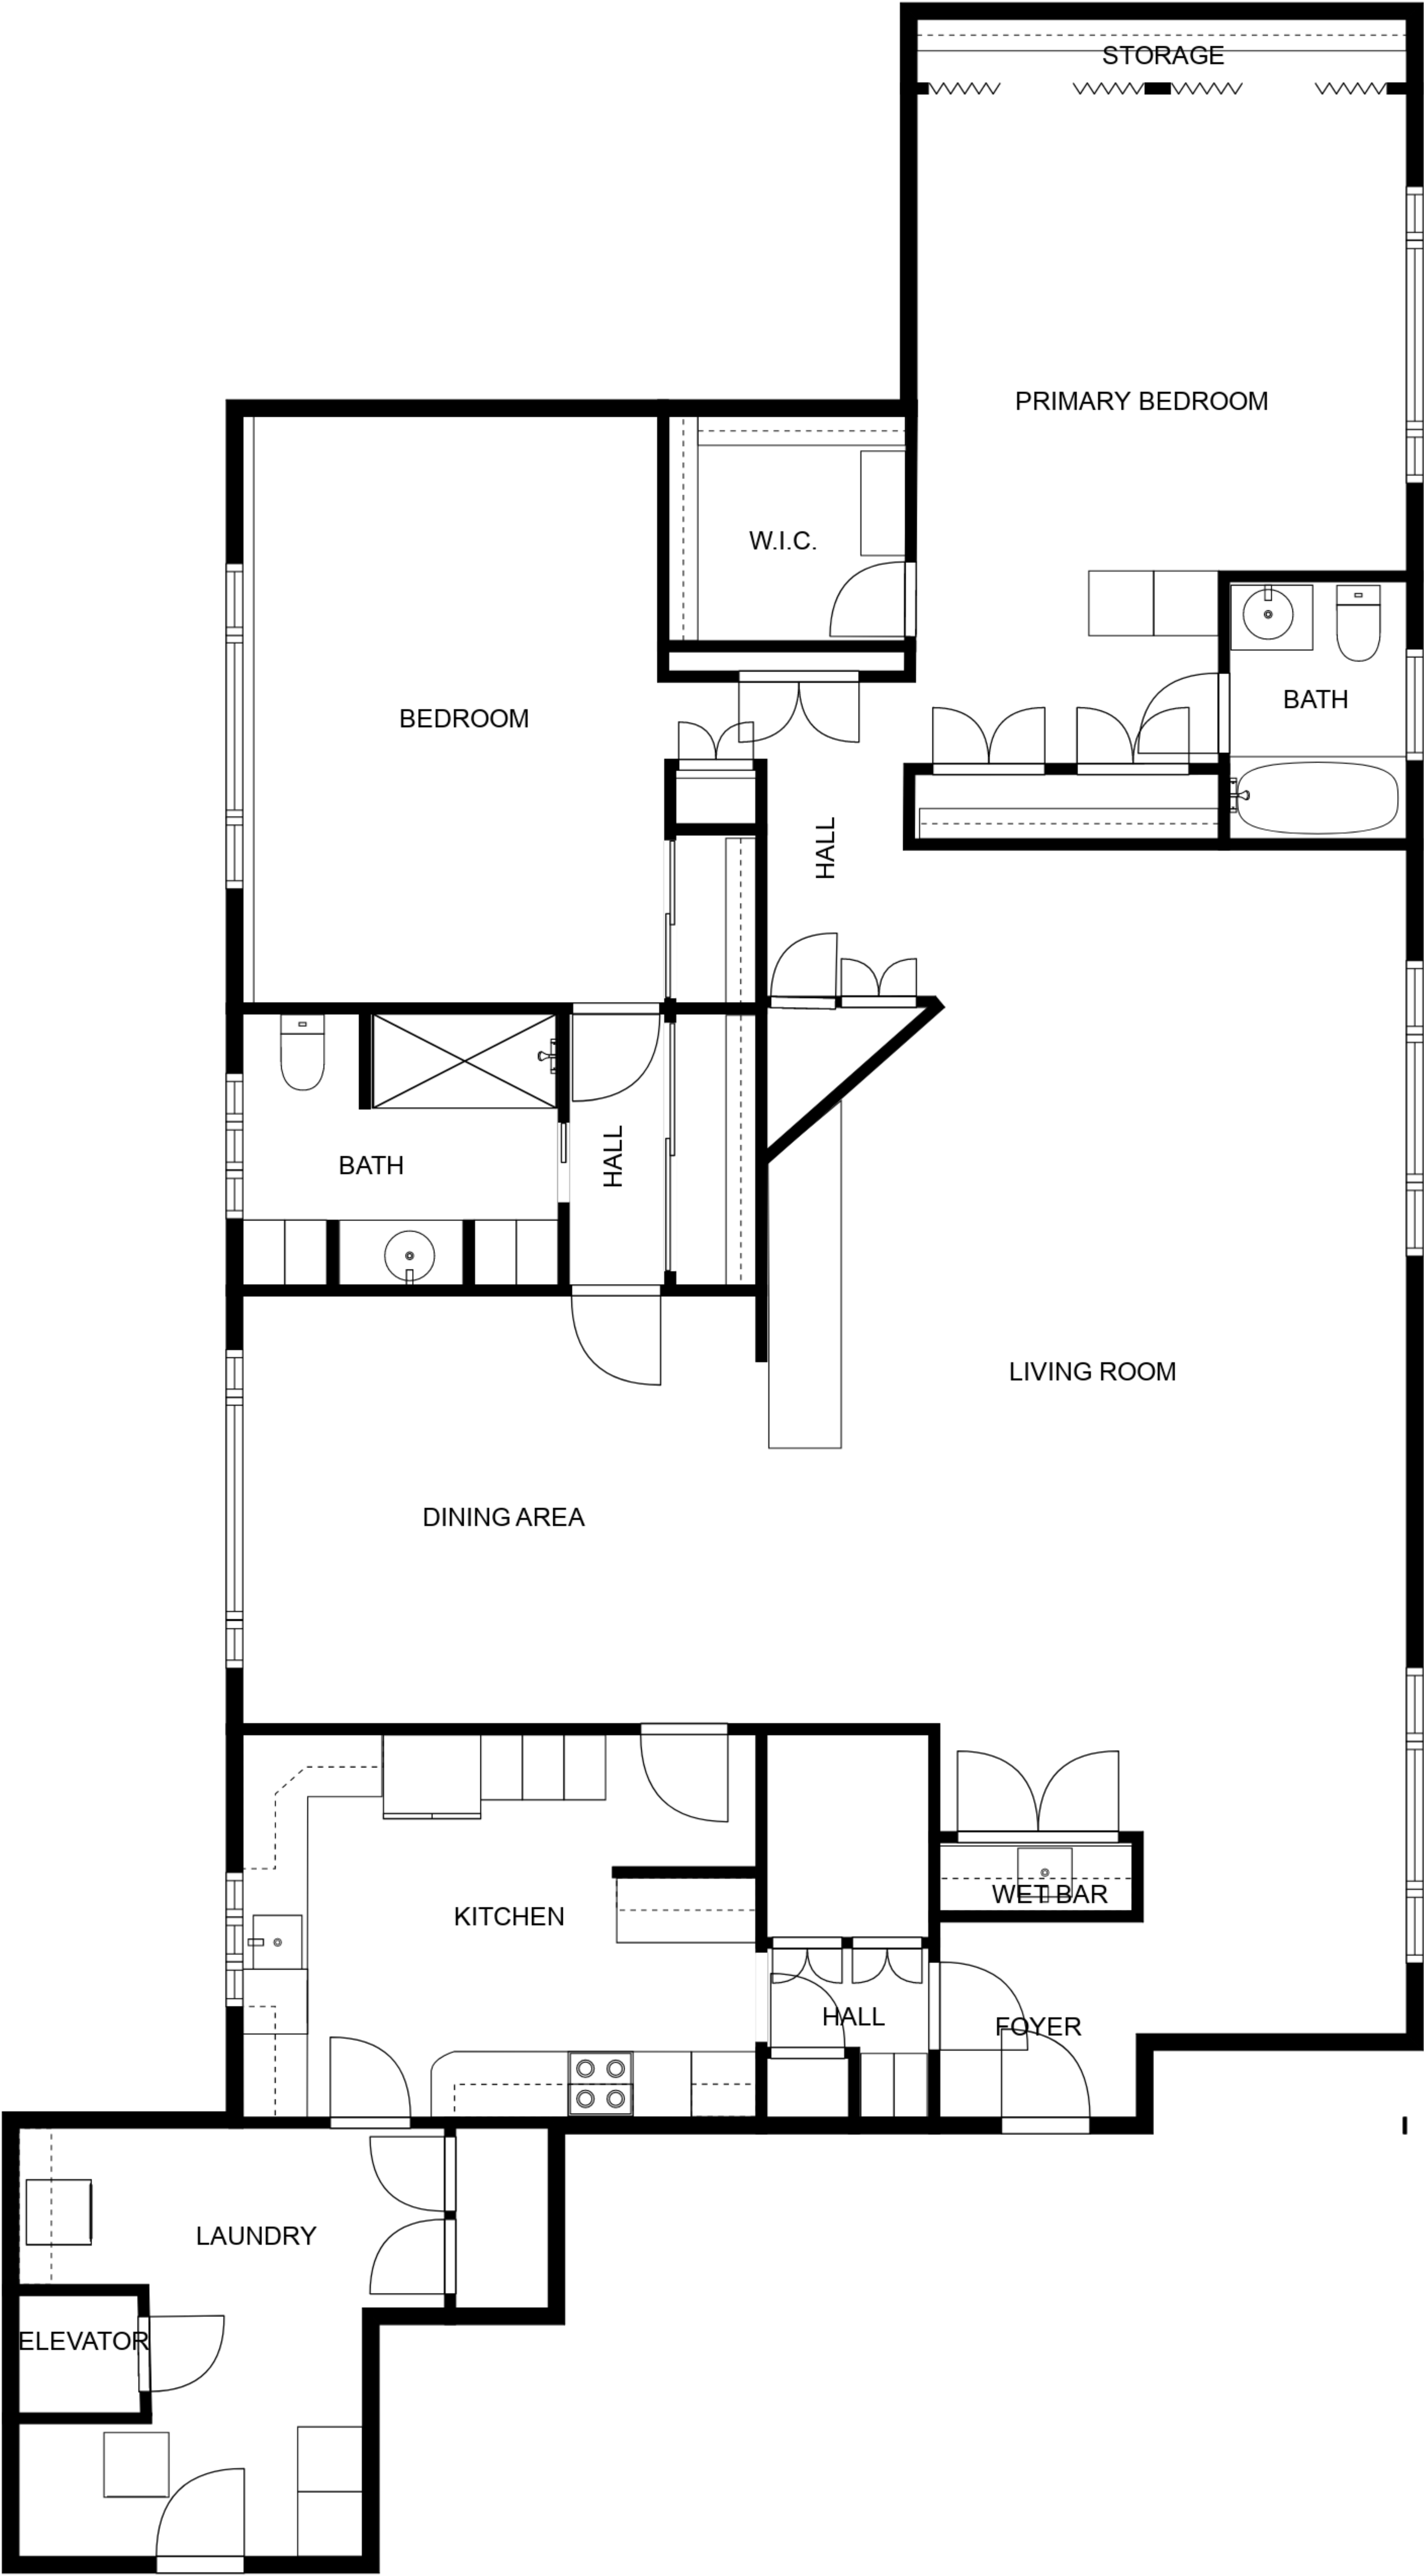 STORAGE
PRIMARY BEDROOM
W.I.C.
BATH
BEDROOM
HALL
HALL
BATH
LIVING ROOM
DINING AREA
WET BAR
KITCHEN
HALL
FOYER
LAUNDRY
ELEVATOR